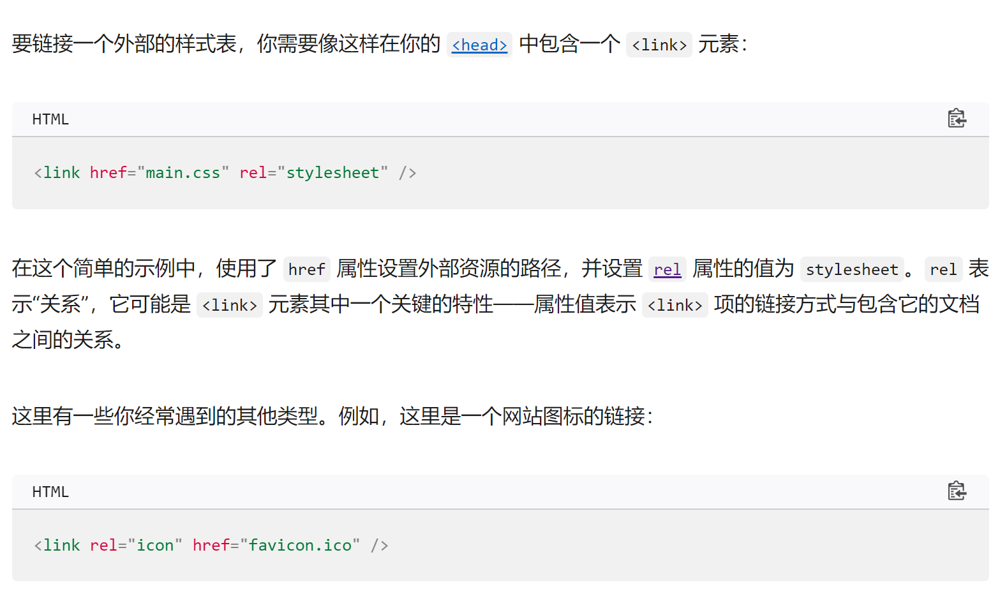 要链接一个外部的样式表，你需要像这样在你的 <head> 中包含一个 <link> 元素：
HTML
<link href="main.css" rel="stylesheet" />
在这个简单的示例中，使用了 href 属性设置外部资源的路径，并设置 rel 属性的值为 stylesheet。rel 表
示“关系”，它可能是 <link> 元素其中一个关键的特性——属性值表示 <link> 项的链接方式与包含它的文档
之间的关系。
这里有一些你经常遇到的其他类型。例如，这里是一个网站图标的链接：
HTML
<link rel="icon" href="favicon.ico" />